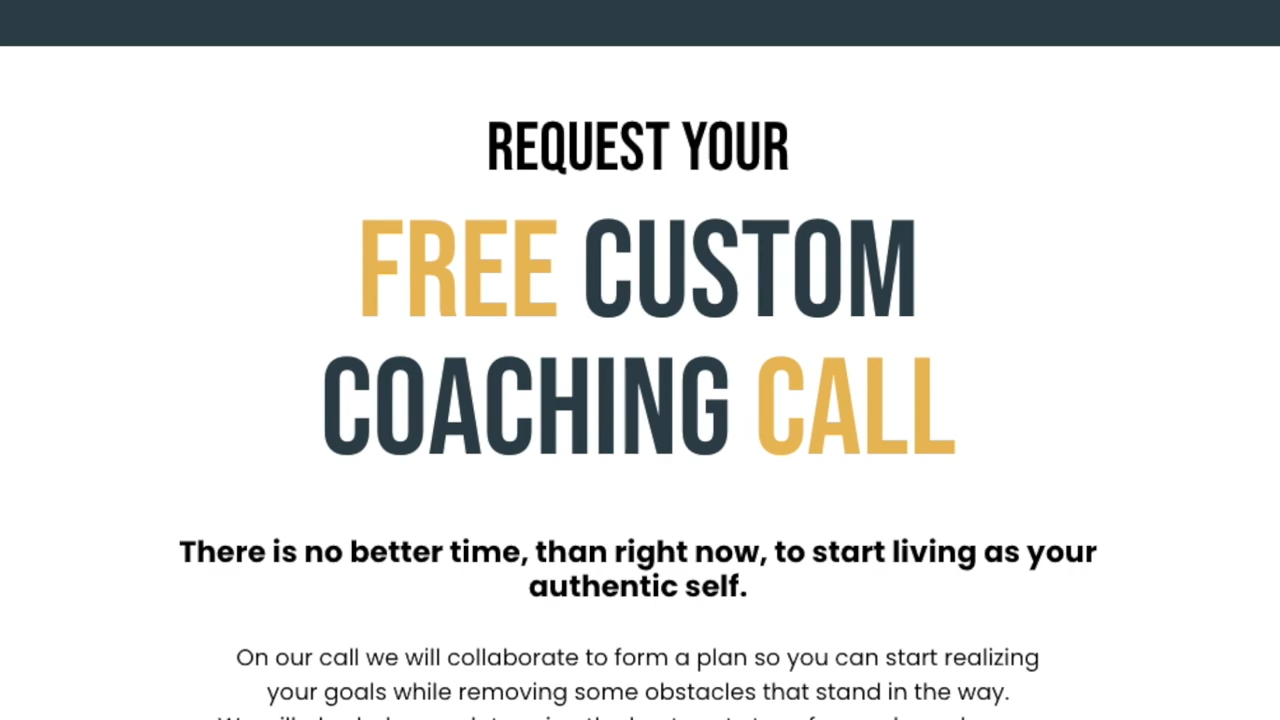 REQUEST YOUR
FREE CUSTOM
COACHING CALL
There is no better time, than right now, to start living as your
authentic self.
On our call we will collaborate to form a plan so you can start realizing
your goals while removing some obstacles that stand in the way.